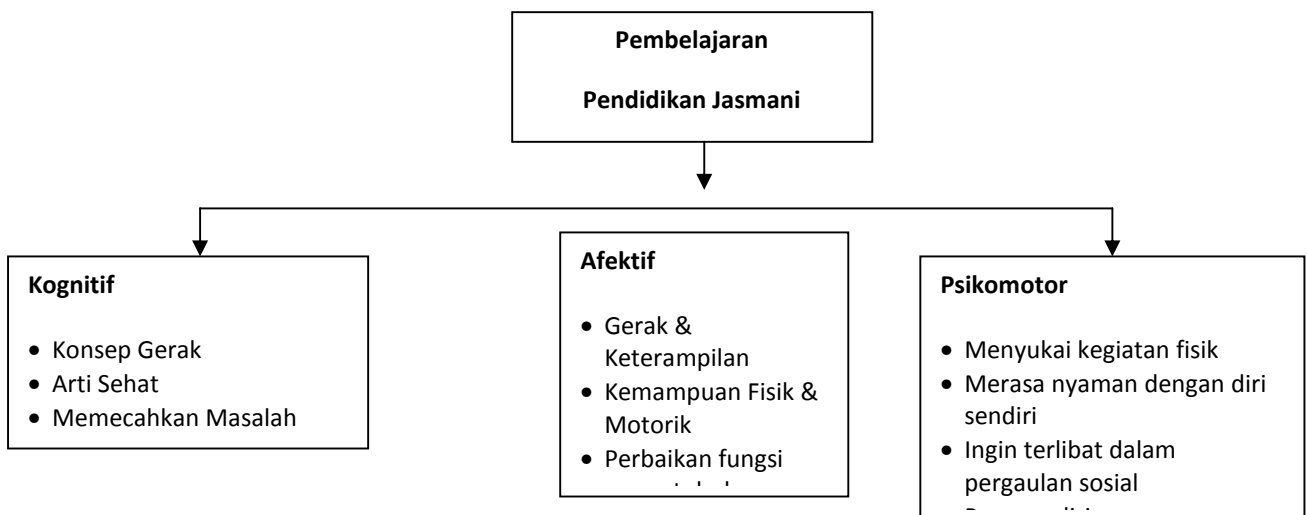 Pembelajaran
Pendidikan Jasmani
Kognitif
• Konsep Gerak
• Arti Sehat
• Memecahkan Masalah
Afektif
• Gerak &
Keterampilan
• Kemampuan Fisik &
Motorik
• Perbaikan fungsi
Psikomotor
• Menyukai kegiatan fisik
• Merasa nyaman dengan diri
sendiri
• Ingin terlibat dalam
pergaulan sosial